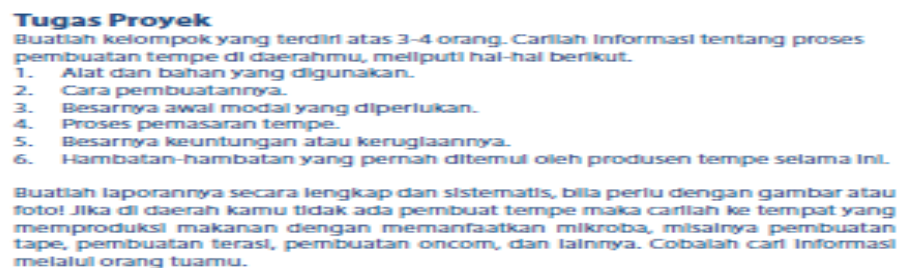 Tugas Proyek
Buatlah kelompok yang terdiri atas 3-4 orang. Carilah informasi tentang proses
pembuatan tempe di daerahmu, meliputi hal-hal berikut.
1. Alat dan bahan yang digunakan.
2. Cara pembuatannya.
3. Besarnya awal modal yang diperlukan.
4. Proses pemasaran tempe.
5. Besarnya keuntungan atau kerugiaannya.
6. Hambatan-hambatan yang pernah ditemui oleh produsen tempe selama ini.
Buatlah laporannya secara lengkap dan sistematis, bila perlu dengan gambar atau
foto! Jika di daerah kamu tidak ada pembuat tempe maka carilah ke tempat yang
memproduksi makanan dengan memanfaatkan mikroba, misalnya pembuatan
tape, pembuatan terasi, pembuatan oncom, dan lainnya. Cobalah cari informasi
melalui orang tuamu.